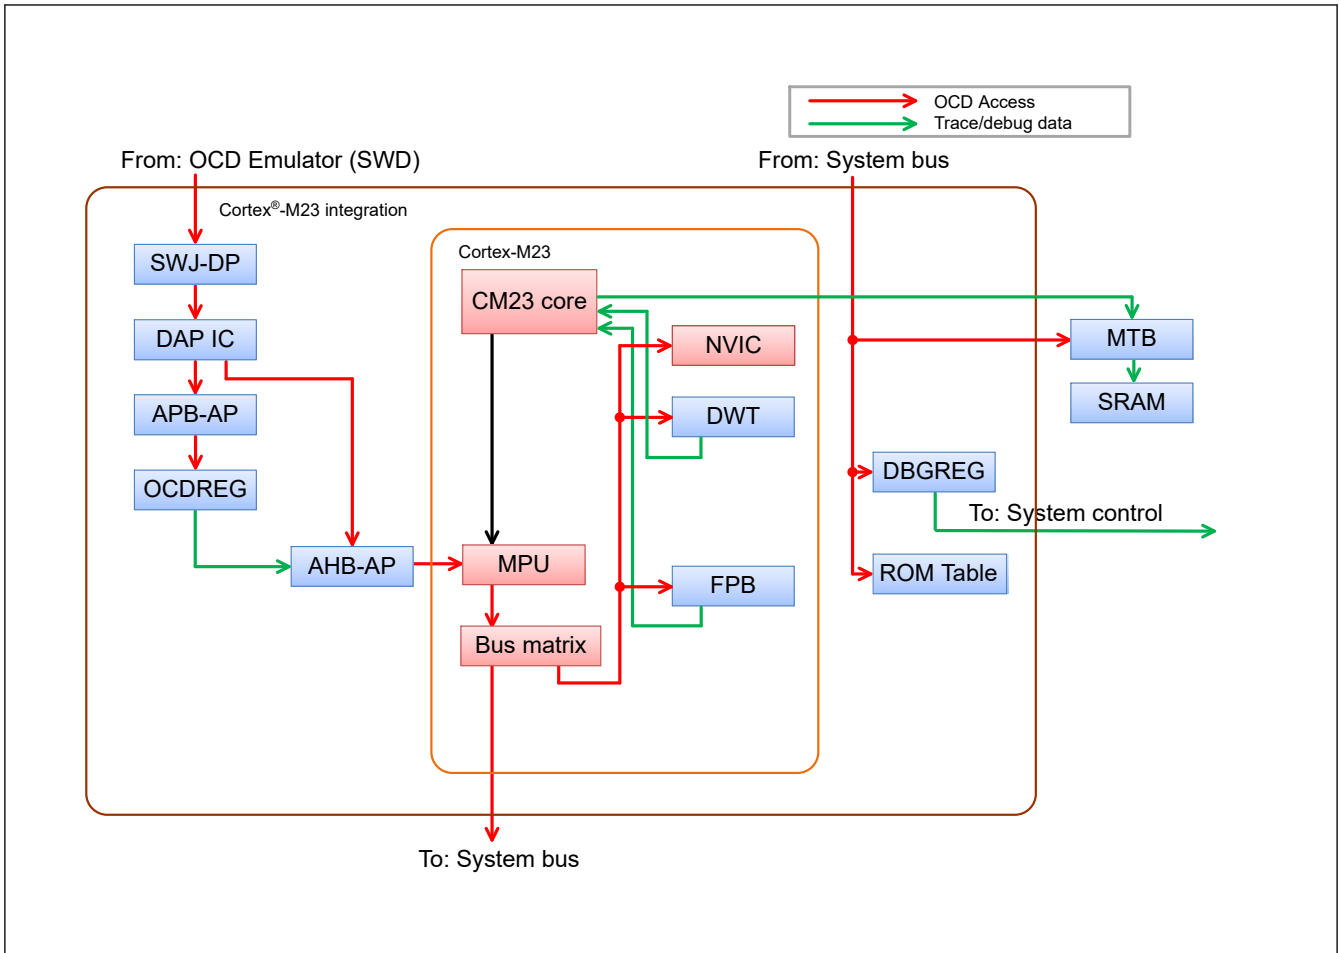 OCD Access
Trace/debug data
From: OCD Emulator (SWD)
From: System bus
Cortex®-M23 integration
Cortex-M23
SWJ-DP
CM23 core
DAP IC
NVIC
MTB
APB-AP
DWT
SRAM
OCDREG
DBGREG
To: System control
AHB-AP
MPU
FPB
ROM Table
Bus matrix
To: System bus